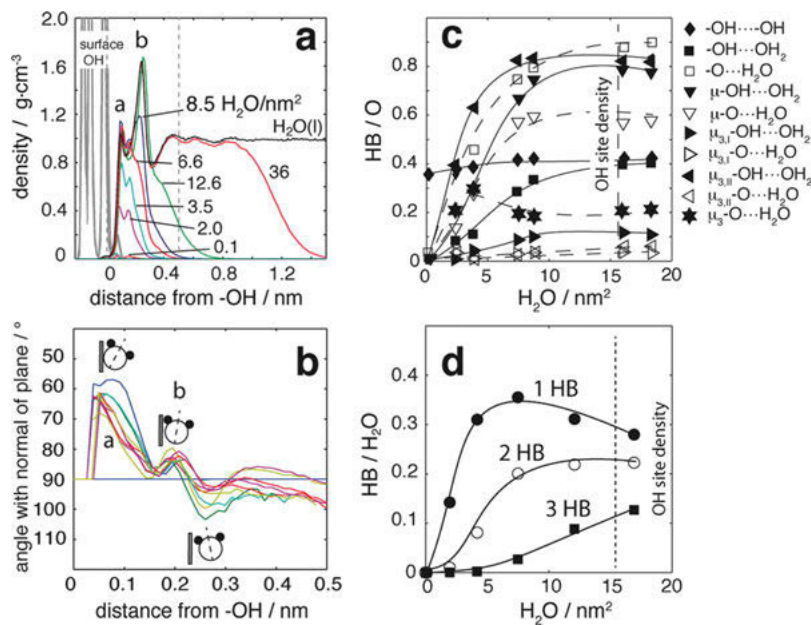 a
density / g·cm⁻³
1.8
1.4
1.0
0.6
0.2
0
surface
OH
a
b
8.5 H₂O/nm²
H₂O(l)
6.6
12.6
36
3.5
2.0
0.1
0 0.4 0.8 1.2
distance from -OH / nm
b
angle with normal of plane / °
50
60
70
80
90
100
110
a
b
0 0.1 0.2 0.3 0.4 0.5
distance from -OH / nm
c
HB / O
0.8
0.6
0.4
0.2
0
OH site density
0 5 10 15 20
H₂O / nm²
-OH···-OH
-OH···OH₂
-O···H₂O
μ-OH···OH₂
μ-O···H₂O
μ₃,I-OH···OH₂
μ₃,I-O···H₂O
μ₃,II-OH···OH₂
μ₃,II-O···H₂O
μ₃-O···H₂O
d
HB / H₂O
0.4
0.3
0.2
0.1
0
1 HB
2 HB
3 HB
OH site density
0 5 10 15 20
H₂O / nm²